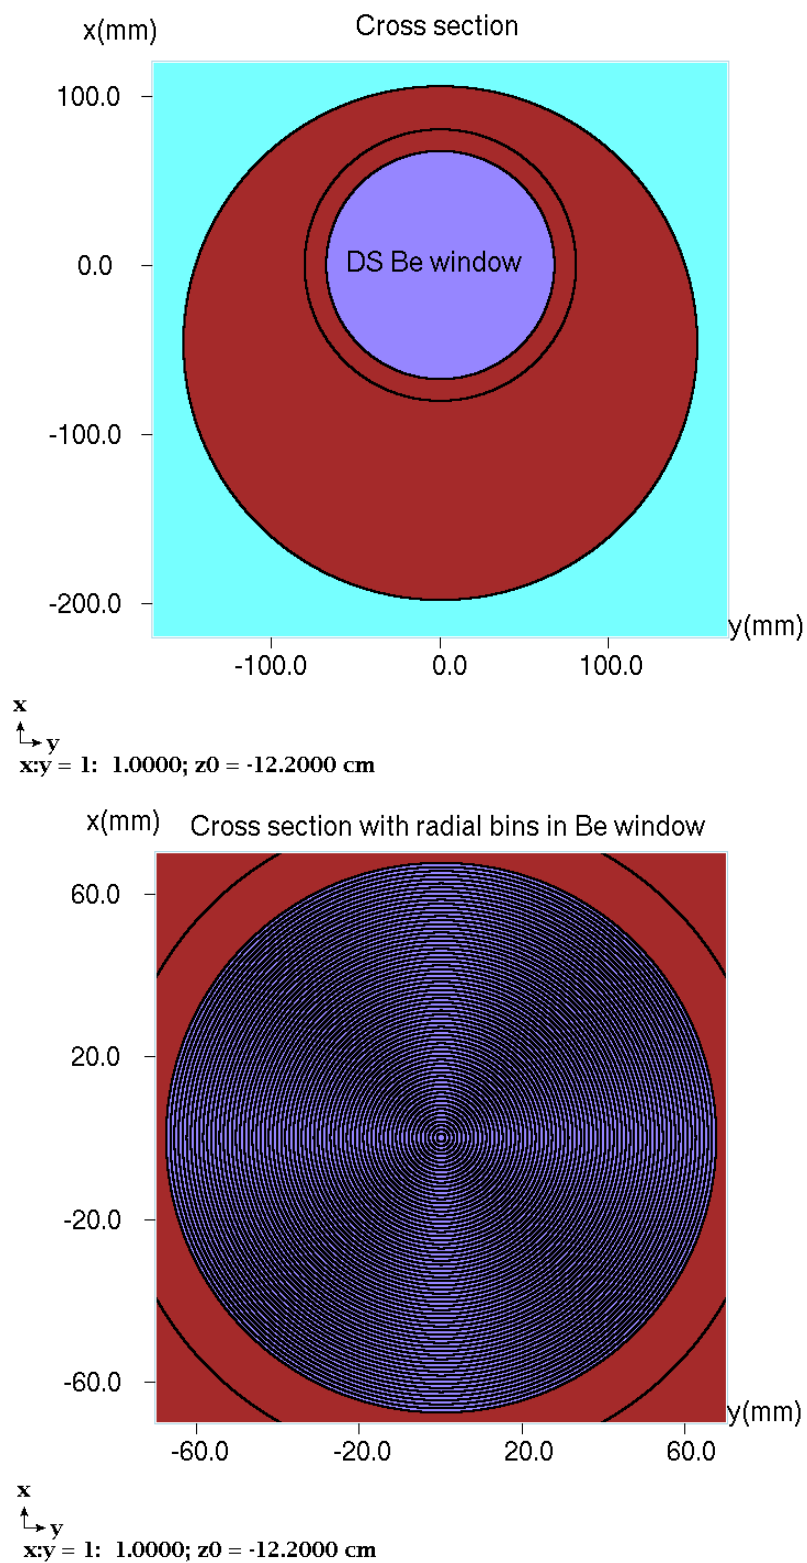 x(mm) Cross section
100.0
0.0
DS Be window
-100.0
-200.0
y(mm)
-100.0 0.0 100.0
x
y
x:y = 1: 1.0000; z0 = -12.2000 cm
x(mm) Cross section with radial bins in Be window
60.0
20.0
-20.0
-60.0
y(mm)
-60.0 -20.0 20.0 60.0
x
y
x:y = 1: 1.0000; z0 = -12.2000 cm